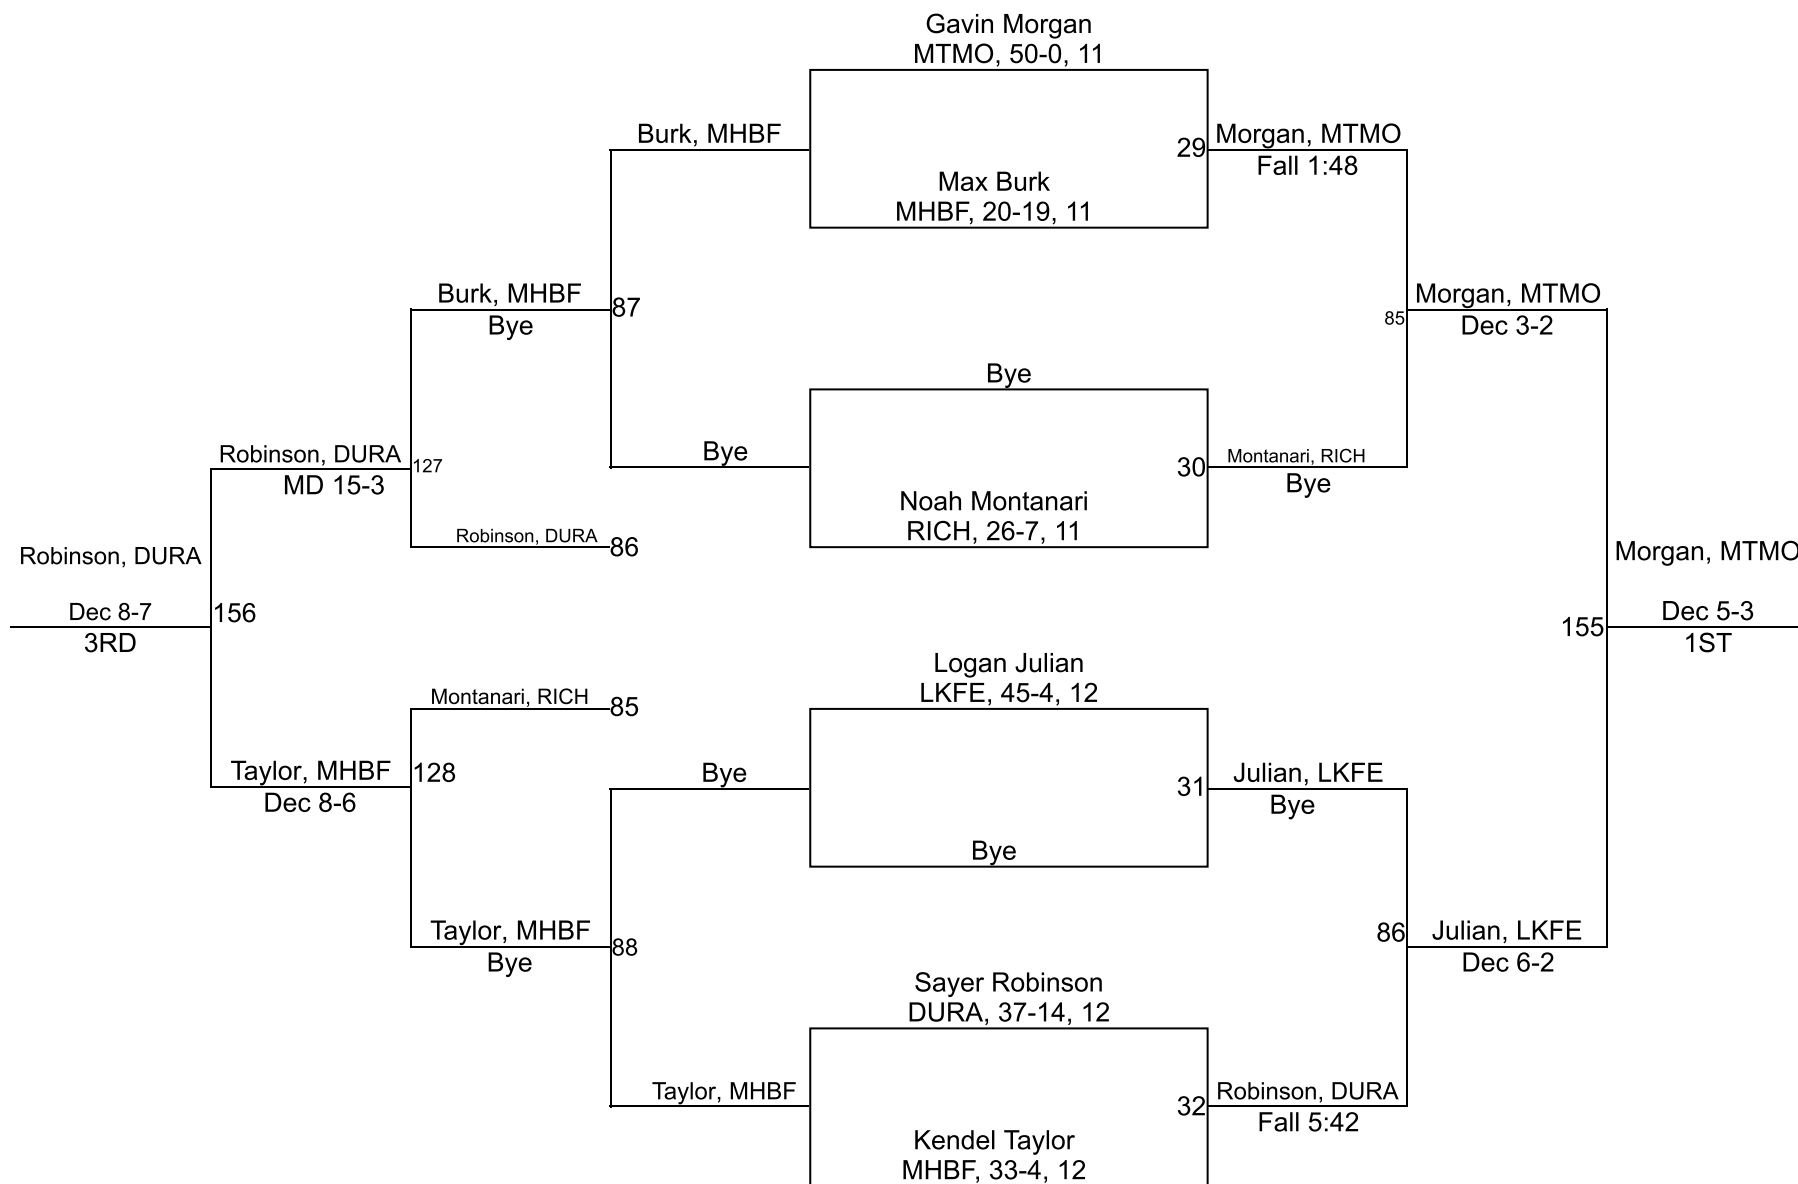 Gavin Morgan
MTMO, 50-0, 11
Burk, MHBF
29
Morgan, MTMO
Fall 1:48
Max Burk
MHBF, 20-19, 11
Burk, MHBF
Bye
87
85
Morgan, MTMO
Dec 3-2
Bye
Robinson, DURA
MD 15-3
127
Bye
30
Montanari, RICH
Bye
Noah Montanari
RICH, 26-7, 11
Robinson, DURA
86
Robinson, DURA
Dec 8-7
3RD
156
Morgan, MTMO
155
Dec 5-3
1ST
Logan Julian
LKFE, 45-4, 12
Montanari, RICH
85
Taylor, MHBF
Dec 8-6
128
Bye
31
Julian, LKFE
Bye
Bye
Taylor, MHBF
Bye
88
86
Julian, LKFE
Dec 6-2
Sayer Robinson
DURA, 37-14, 12
Taylor, MHBF
32
Robinson, DURA
Fall 5:42
Kendel Taylor
MHBF, 33-4, 12